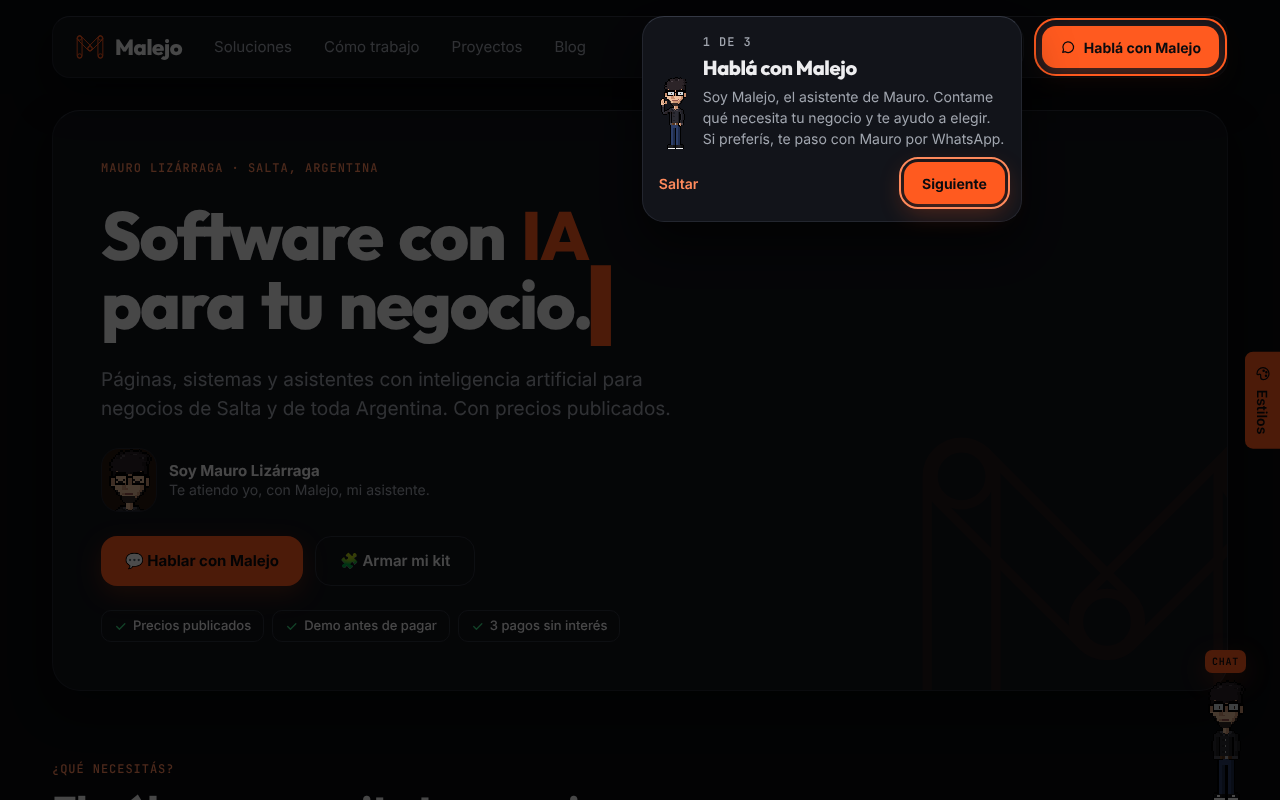 Malejo
Soluciones
Cómo trabajo
Proyectos
Blog
1 DE 3
Hablá con Malejo
Soy Malejo, el asistente de Mauro. Contame
qué necesita tu negocio y te ayudo a elegir.
Si preferís, te paso con Mauro por WhatsApp.
Saltar
Siguiente
Hablá con Malejo
MAURO LIZÁRRAGA · SALTA, ARGENTINA
Software con IA
para tu negocio.
Páginas, sistemas y asistentes con inteligencia artificial para
negocios de Salta y de toda Argentina. Con precios publicados.
Soy Mauro Lizárraga
Te atiendo yo, con Malejo, mi asistente.
💬 Hablar con Malejo
🧩 Armar mi kit
✓ Precios publicados
✓ Demo antes de pagar
✓ 3 pagos sin interés
Estilos
CHAT
¿QUÉ NECESITÁS?